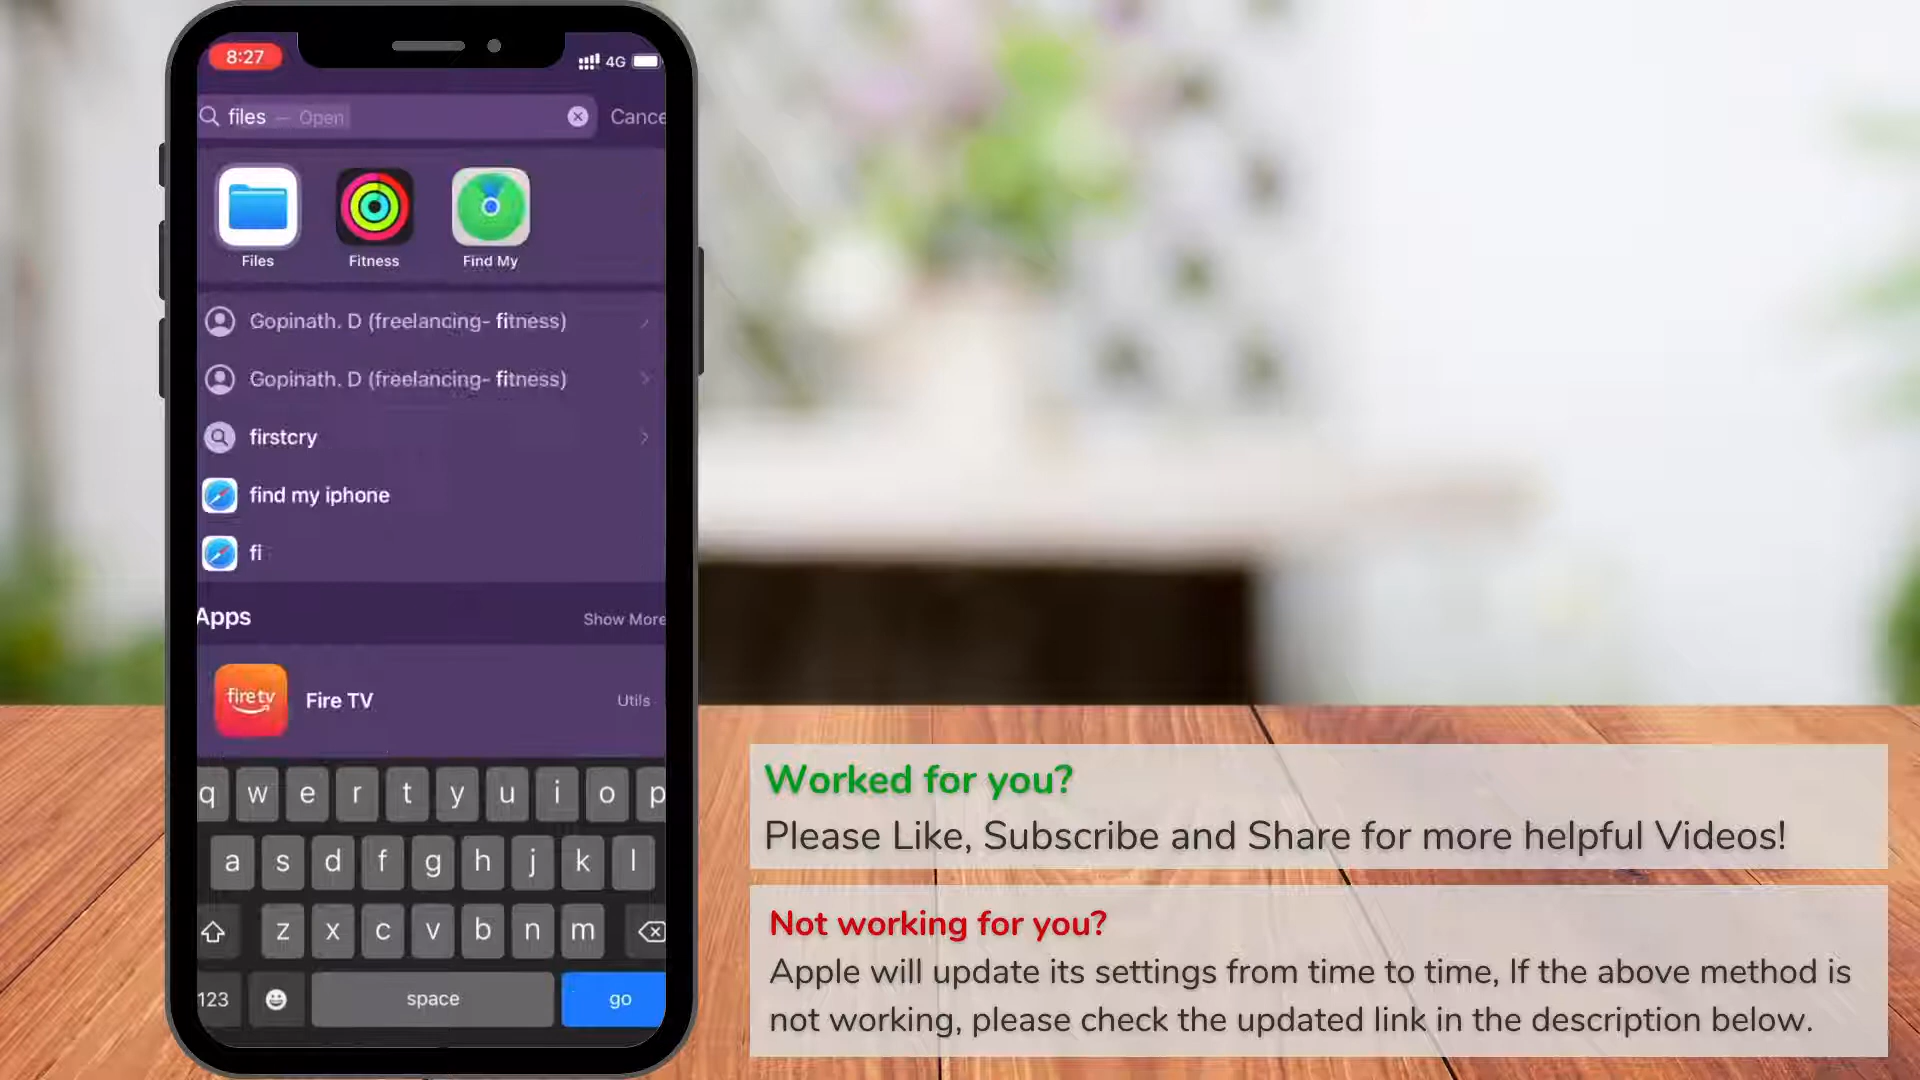 8:27
4G
files — Open
Cance
Files
Fitness
Find My
Gopinath. D (freelancing- fitness)
Gopinath. D (freelancing- fitness)
firstcry
find my iphone
fi
Apps
Show More
firetv
Fire TV
Utils
q w e r t y u i o p
a s d f g h j k l
z x c v b n m
123
space
go
Worked for you?
Please Like, Subscribe and Share for more helpful Videos!
Not working for you?
Apple will update its settings from time to time, If the above method is
not working, please check the updated link in the description below.